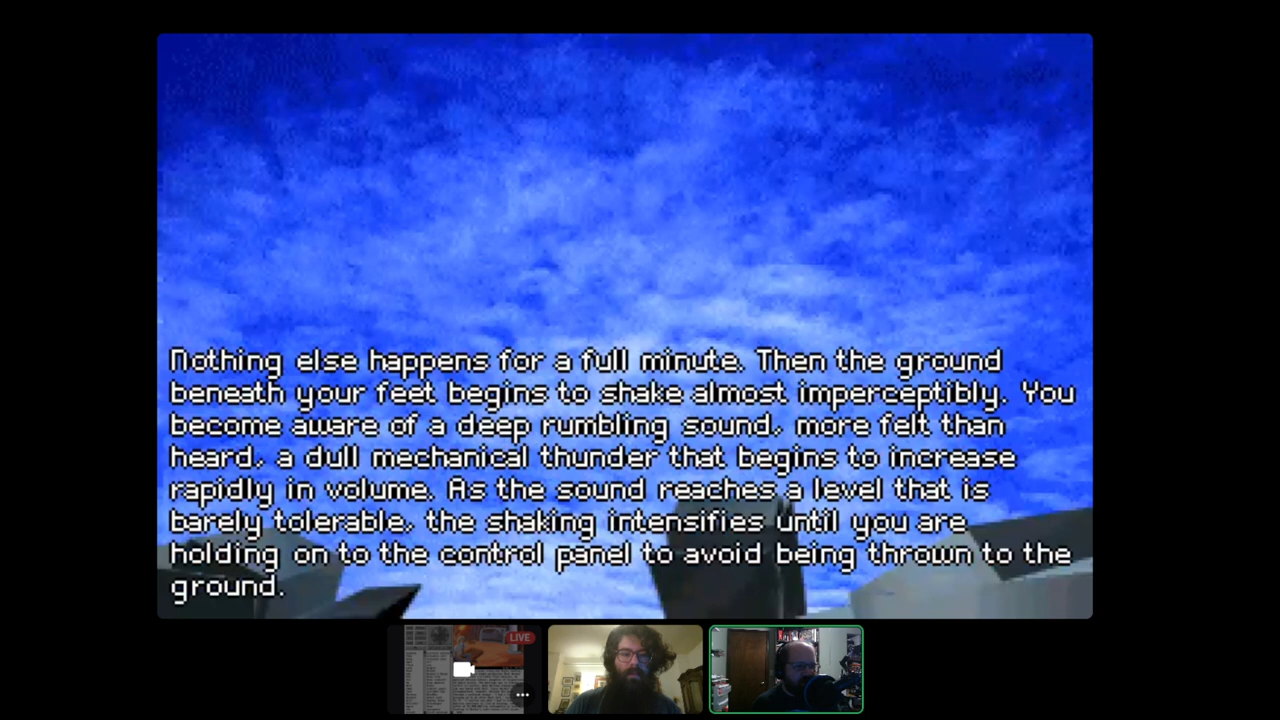 Nothing else happens for a full minute. Then the ground
beneath your feet begins to shake almost imperceptibly. You
become aware of a deep rumbling sound, more felt than
heard, a dull mechanical thunder that begins to increase
rapidly in volume. As the sound reaches a level that is
barely tolerable, the shaking intensifies until you are
holding on to the control panel to avoid being thrown to the
ground.
LIVE